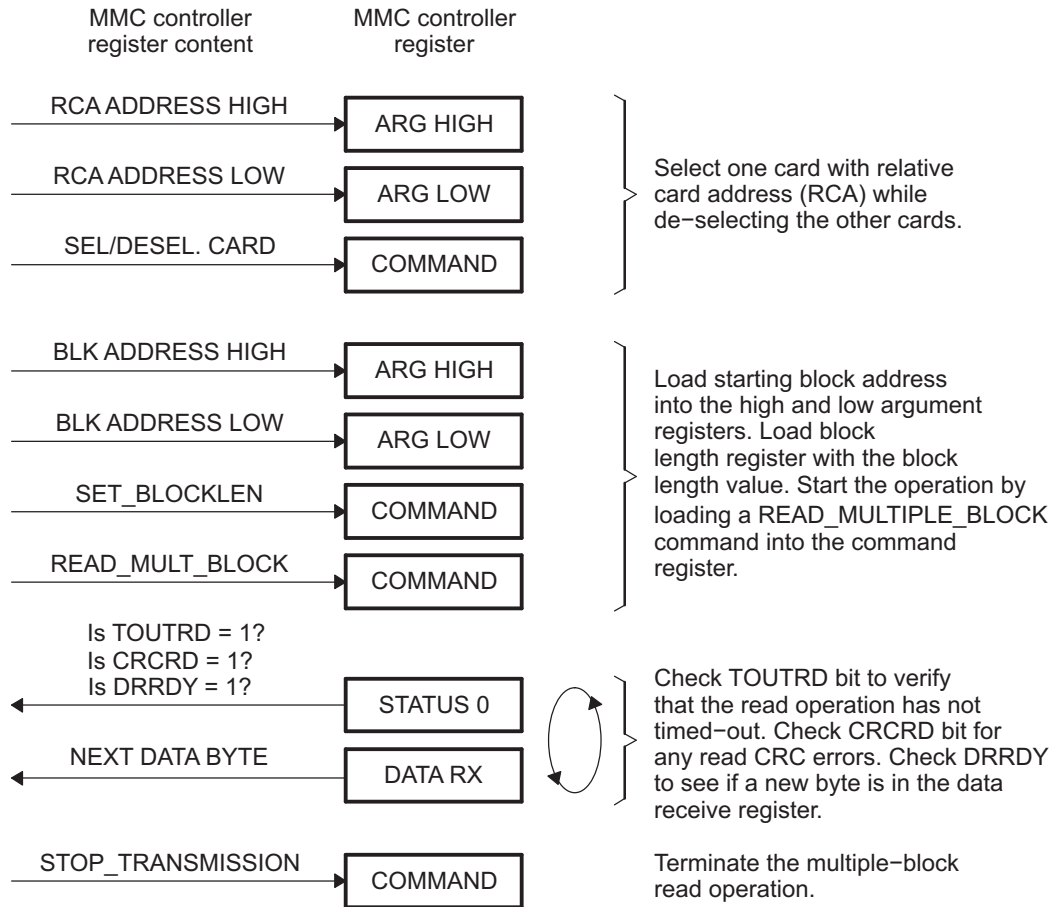 MMC controller
register content
MMC controller
register
RCA ADDRESS HIGH
ARG HIGH
RCA ADDRESS LOW
ARG LOW
SEL/DESEL. CARD
COMMAND
Select one card with relative
card address (RCA) while
de−selecting the other cards.
BLK ADDRESS HIGH
ARG HIGH
BLK ADDRESS LOW
ARG LOW
SET_BLOCKLEN
COMMAND
READ_MULT_BLOCK
COMMAND
Load starting block address
into the high and low argument
registers. Load block
length register with the block
length value. Start the operation by
loading a READ_MULTIPLE_BLOCK
command into the command
register.
Is TOUTRD = 1?
Is CRCRD = 1?
Is DRRDY = 1?
STATUS 0
NEXT DATA BYTE
DATA RX
Check TOUTRD bit to verify
that the read operation has not
timed−out. Check CRCRD bit for
any read CRC errors. Check DRRDY
to see if a new byte is in the data
receive register.
STOP_TRANSMISSION
COMMAND
Terminate the multiple−block
read operation.